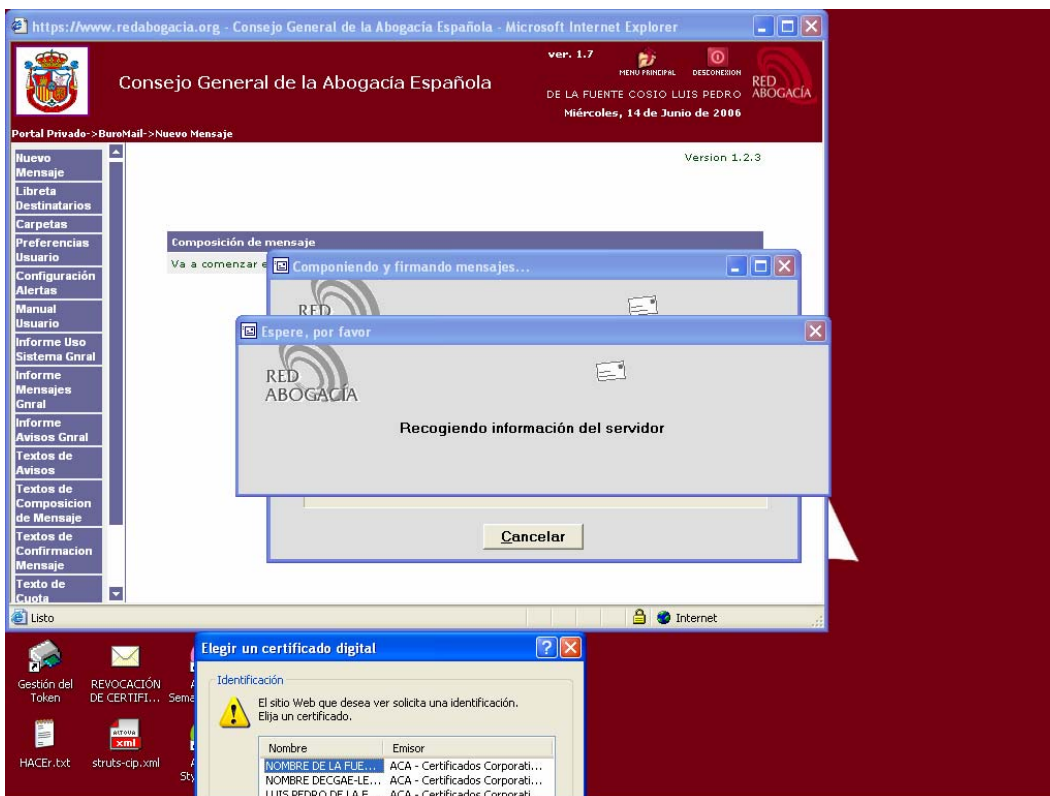 https://www.redabogacia.org - Consejo General de la Abogacía Española - Microsoft Internet Explorer
ver. 1.7
MENU PRINCIPAL
DESCONEXION
Consejo General de la Abogacía Española
RED
ABOGACÍA
DE LA FUENTE COSIO LUIS PEDRO
Miércoles, 14 de Junio de 2006
Portal Privado->BuroMail->Nuevo Mensaje
Version 1.2.3
Nuevo
Mensaje
Libreta
Destinatarios
Carpetas
Preferencias
Usuario
Configuración
Alertas
Manual
Usuario
Informe Uso
Sistema Gnral
Informe
Mensajes
Gnral
Informe
Avisos Gnral
Textos de
Avisos
Textos de
Composicion
de Mensaje
Textos de
Confirmacion
Mensaje
Texto de
Cuota
Composición de mensaje
Va a comenzar e
Componiendo y firmando mensajes...
RED
Espere, por favor
RED
ABOGACÍA
Recogiendo información del servidor
Cancelar
Listo
Internet
Gestión del
Token
REVOCACIÓN
DE CERTIFI...
Sema
HACEr.txt
altova
xml
struts-cip.xml
Sty
Elegir un certificado digital
Identificación
El sitio Web que desea ver solicita una identificación.
Elija un certificado.
Nombre Emisor
NOMBRE DE LA FUE... ACA - Certificados Corporati...
NOMBRE DECGAE-LE... ACA - Certificados Corporati...
LUIS PEDRO DE LA F... ACA - Certificados Corporati...